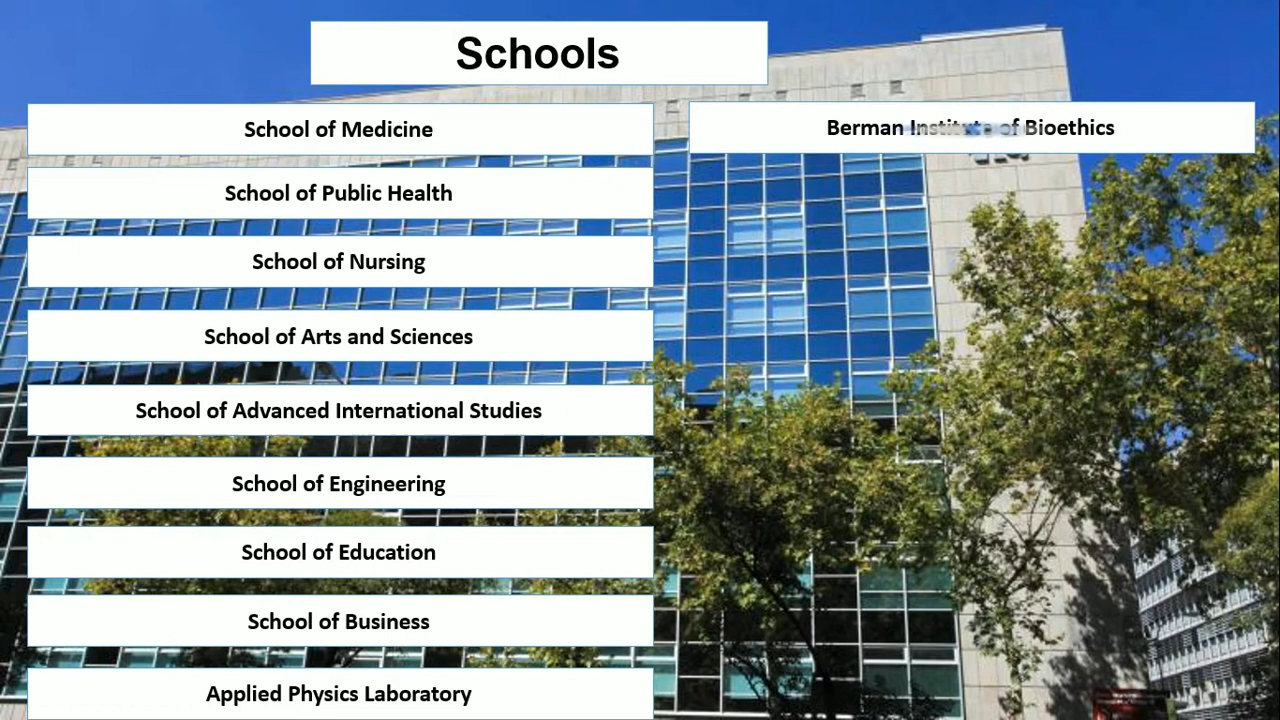 Schools
School of Medicine
School of Public Health
School of Nursing
School of Arts and Sciences
School of Advanced International Studies
School of Engineering
School of Education
School of Business
Applied Physics Laboratory
Berman Institute of Bioethics